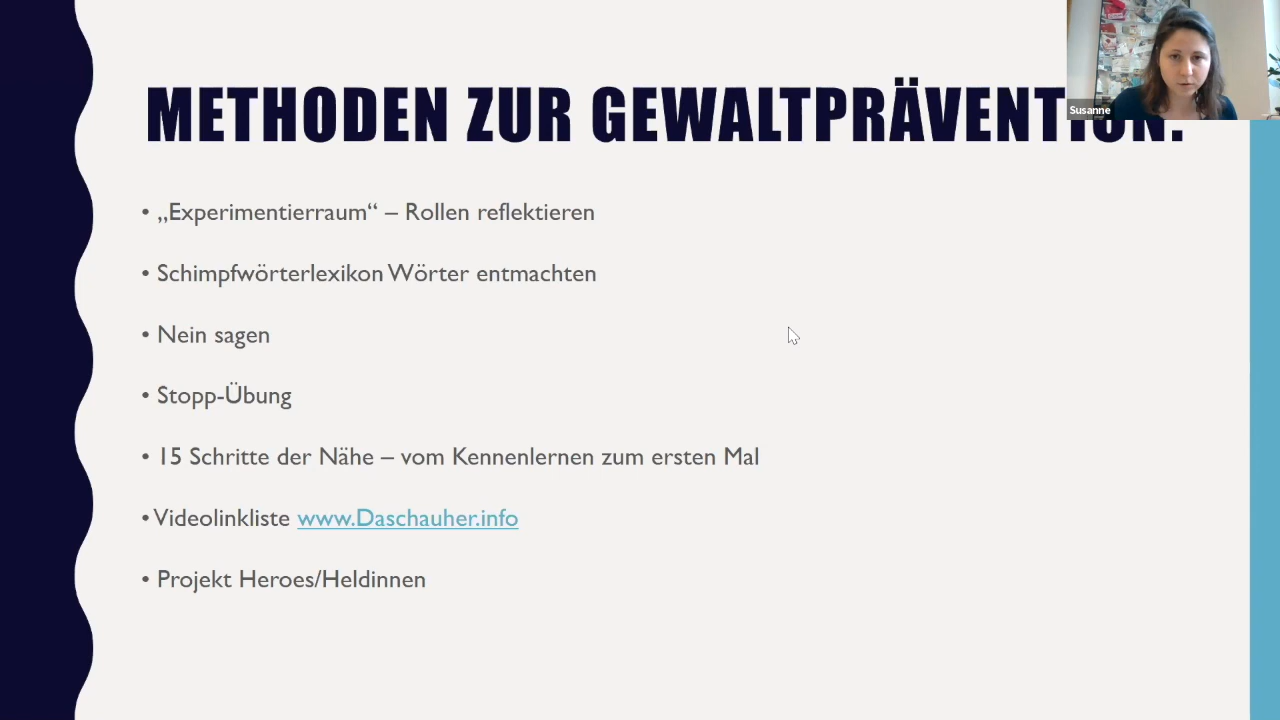 METHODEN ZUR GEWALTPRÄVENTION:
Susanne
• „Experimentierraum“ – Rollen reflektieren
• Schimpfwörterlexikon Wörter entmachten
• Nein sagen
• Stopp-Übung
• 15 Schritte der Nähe – vom Kennenlernen zum ersten Mal
• Videolinkliste www.Daschauher.info
• Projekt Heroes/Heldinnen